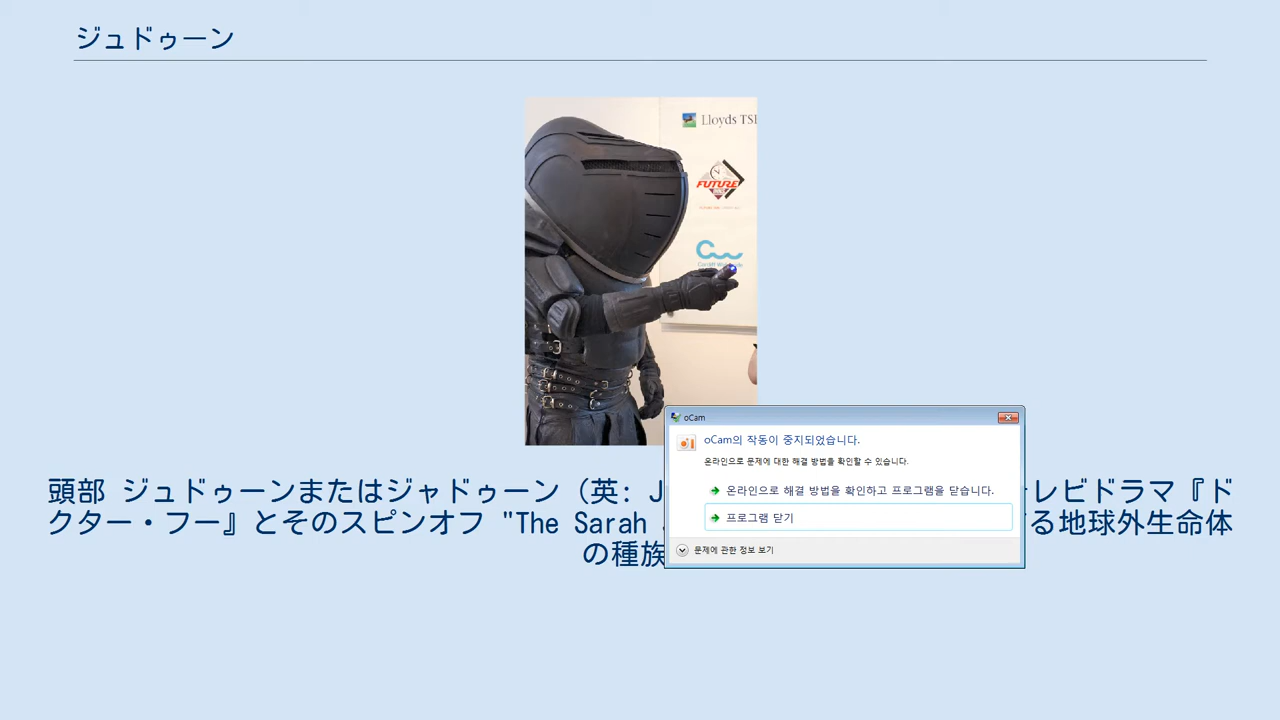 ジュドゥーン
Lloyds TSB
FUTURE
頭部 ジュドゥーンまたはジャドゥーン（英: J
レビドラマ『ド
クター・フー』とそのスピンオフ "The Sarah
る地球外生命体
の種族
oCam
oCam의 작동이 중지되었습니다.
온라인으로 문제에 대한 해결 방법을 확인할 수 있습니다.
온라인으로 해결 방법을 확인하고 프로그램을 닫습니다.
프로그램 닫기
문제에 관한 정보 보기